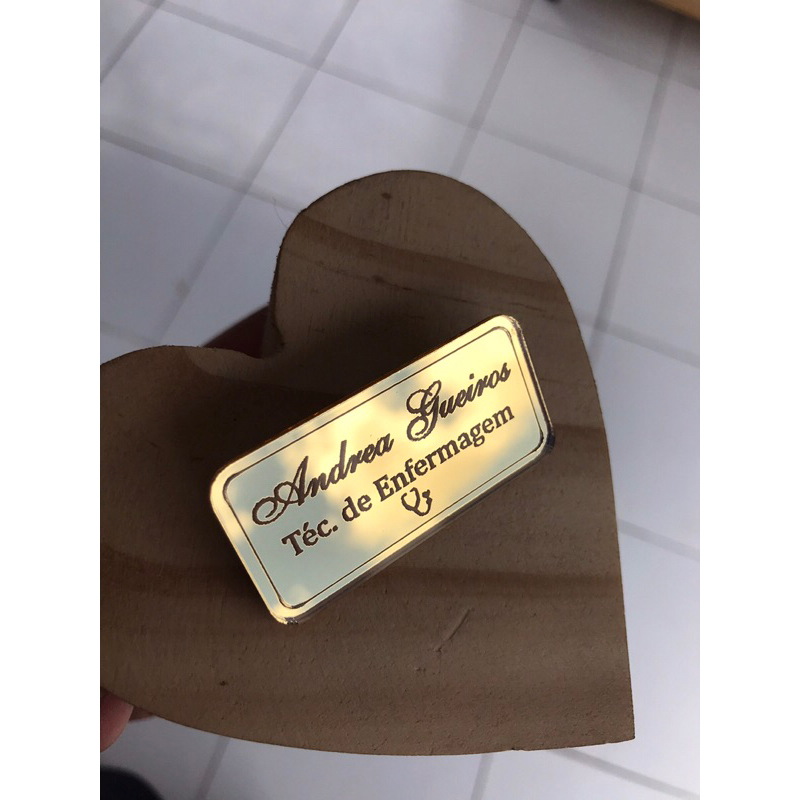 Andrea Gueiros
Téc. de Enfermagem